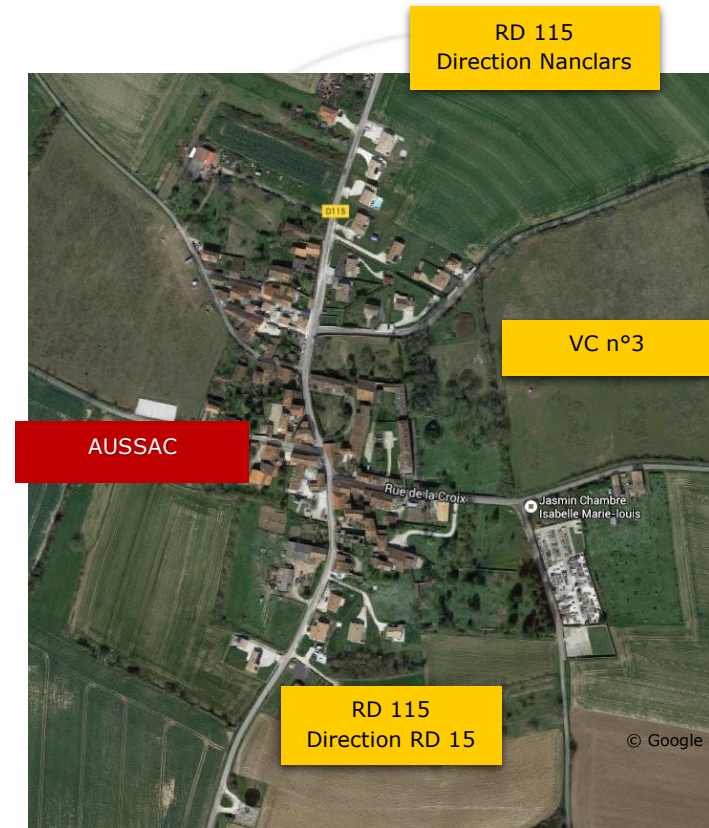 RD 115
Direction Nanclars
D115
VC n°3
AUSSAC
Rue de la Croix
Jasmin Chambre
Isabelle Marie-louis
RD 115
Direction RD 15
© Google